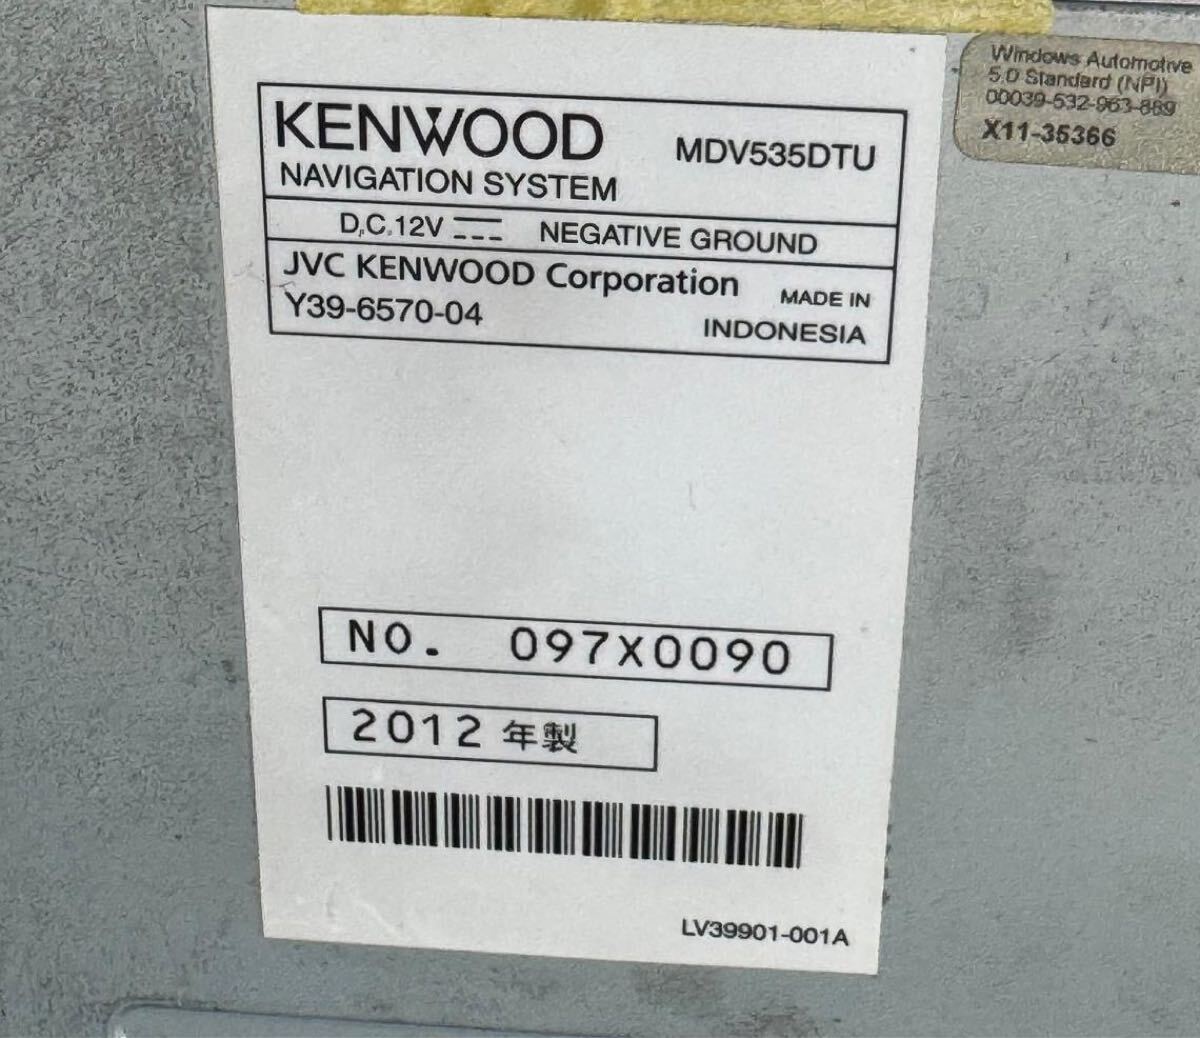 KENWOOD
MDV535DTU
NAVIGATION SYSTEM
D.C.12V
NEGATIVE GROUND
JVC KENWOOD Corporation
MADE IN
Y39-6570-04
INDONESIA
NO. 097X0090
2012 年製
LV39901-001A
Windows Automotive
5.0 Standard (NPI)
00039-532-963-889
X11-35366